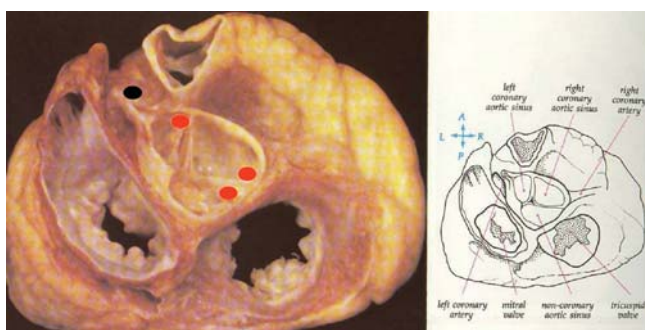 left
coronary
aortic sinus
right
coronary
aortic sinus
right
coronary
artery
A
L
R
P
left coronary
artery
mitral
valve
non-coronary
aortic sinus
tricuspid
valve